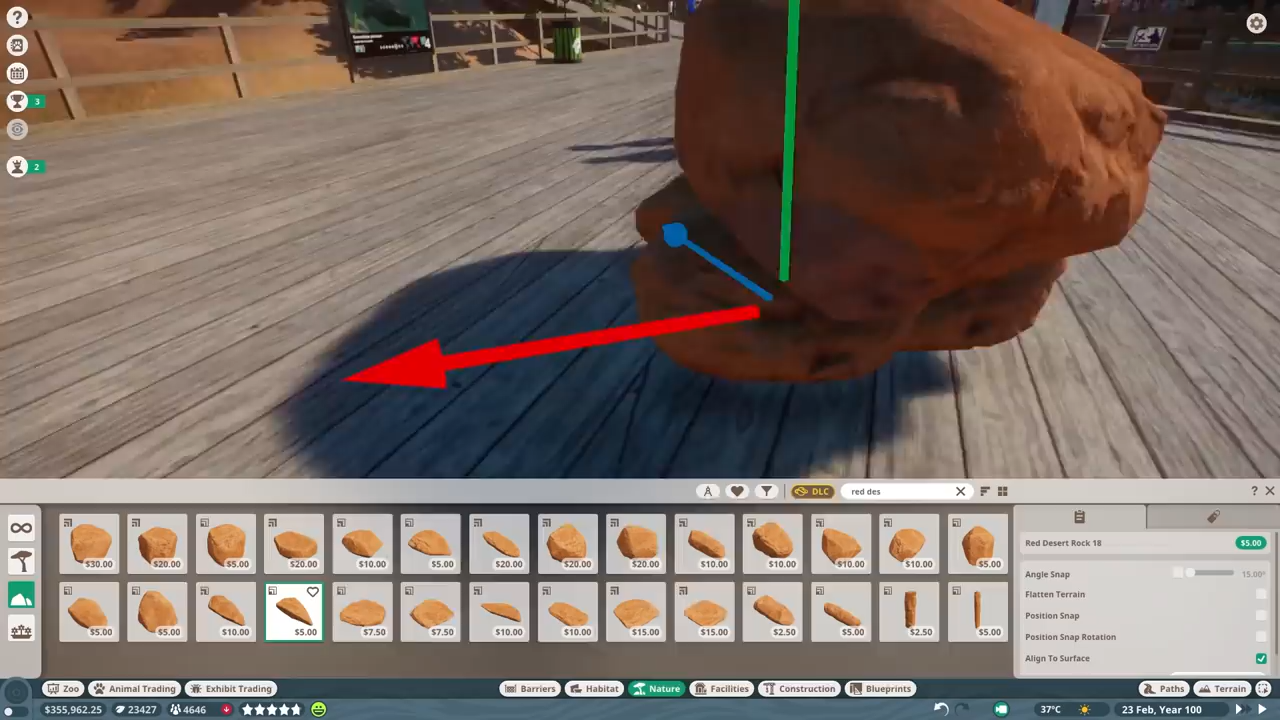 ?
3
2
DLC
red des
?
$30.00
$20.00
$5.00
$20.00
$10.00
$5.00
$20.00
$20.00
$20.00
$10.00
$10.00
$10.00
$10.00
$5.00
$5.00
$5.00
$10.00
$5.00
$7.50
$7.50
$10.00
$10.00
$15.00
$15.00
$2.50
$5.00
$2.50
$5.00
Red Desert Rock 18
$5.00
Angle Snap
15.00°
Flatten Terrain
Position Snap
Position Snap Rotation
Align To Surface
Zoo
Animal Trading
Exhibit Trading
Barriers
Habitat
Nature
Facilities
Construction
Blueprints
Paths
Terrain
$355,962.25
23427
4646
37°C
23 Feb, Year 100